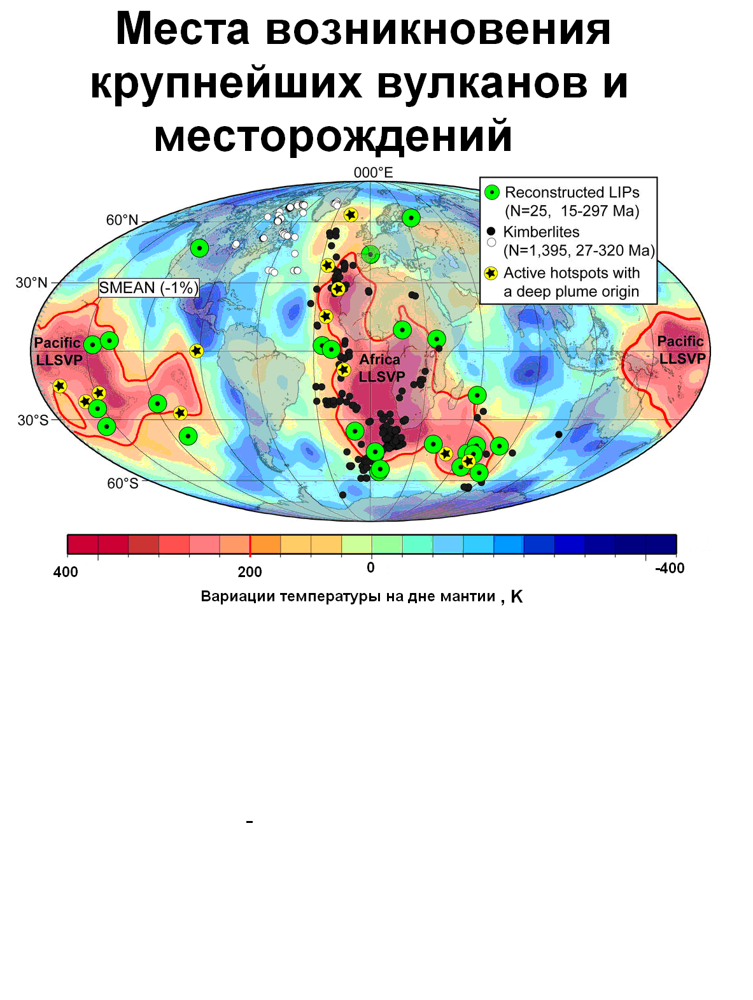 Места возникновения
крупнейших вулканов и
месторождений
000°E
Reconstructed LIPs
(N=25, 15-297 Ma)
Kimberlites
(N=1,395, 27-320 Ma)
Active hotspots with
a deep plume origin
60°N
30°N
SMEAN (-1%)
Pacific
LLSVP
Africa
LLSVP
Pacific
LLSVP
30°S
60°S
400
200
0
-400
Вариации температуры на дне мантии , K
-